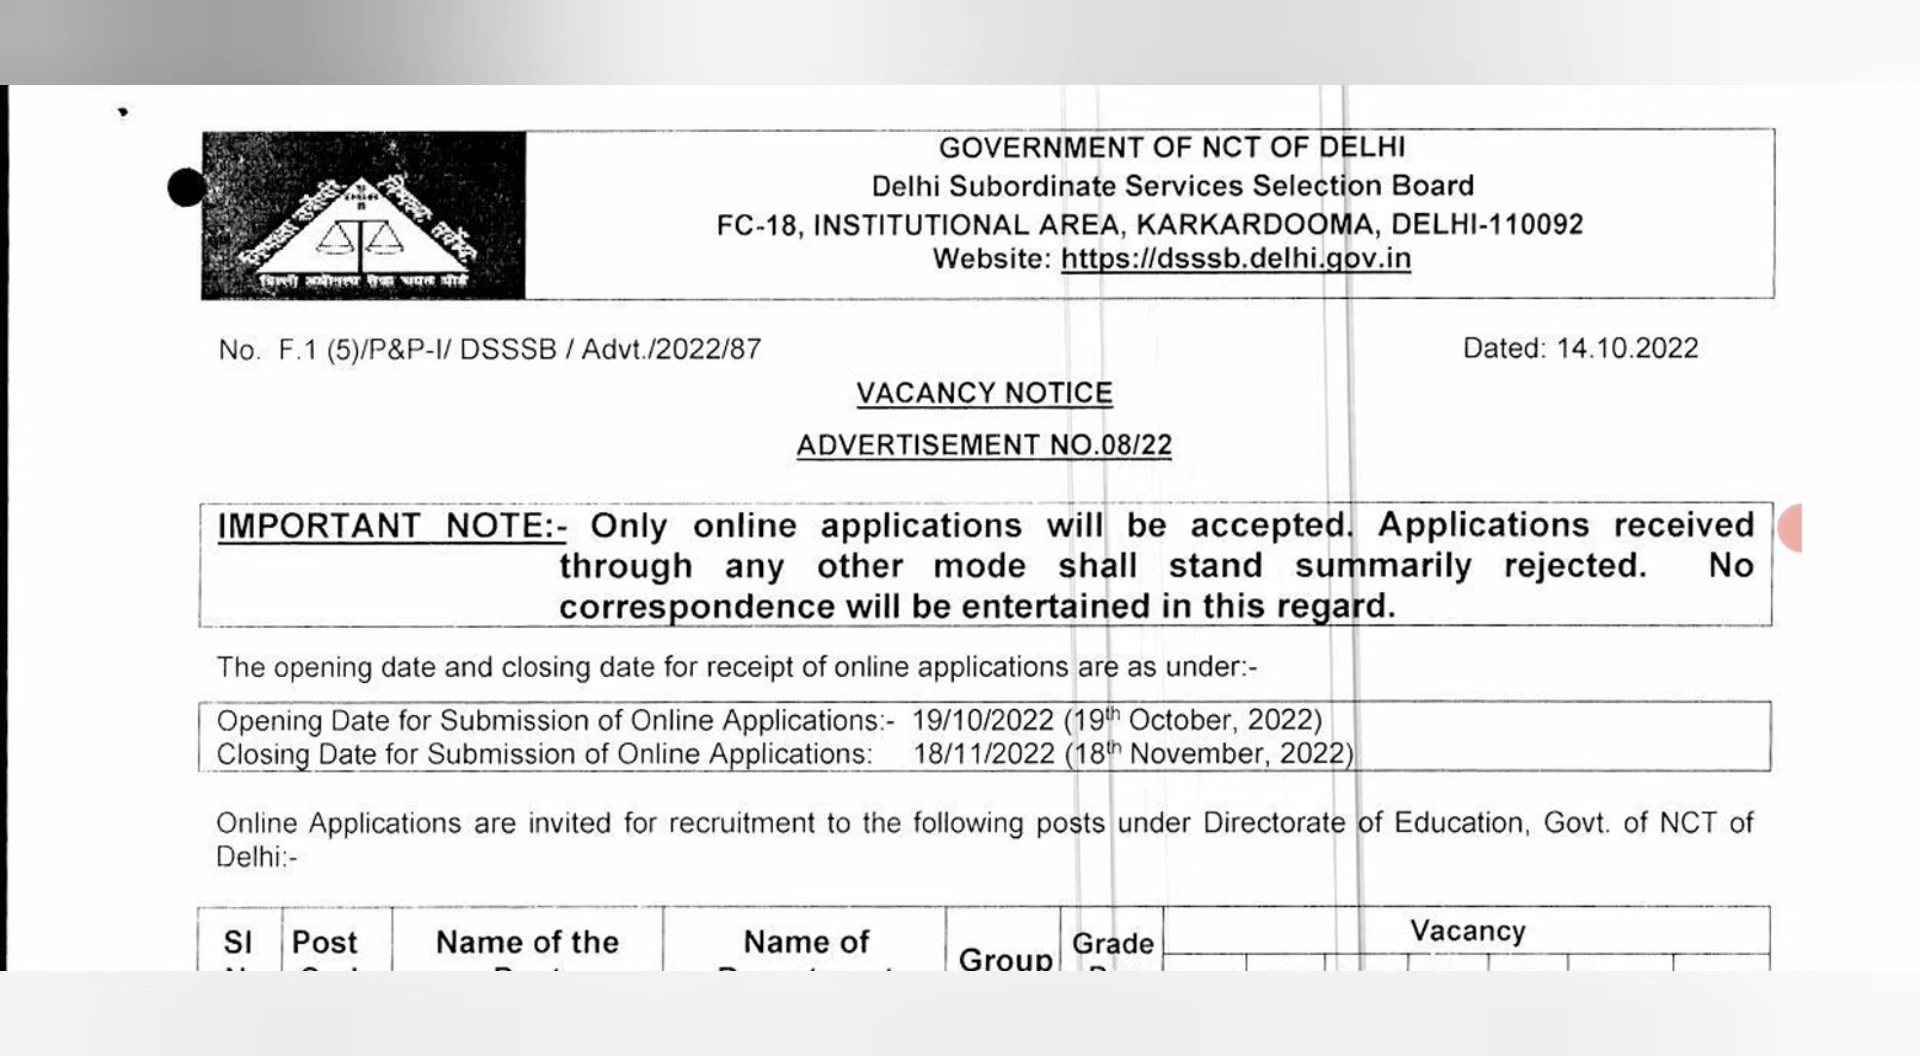 GOVERNMENT OF NCT OF DELHI
Delhi Subordinate Services Selection Board
FC-18, INSTITUTIONAL AREA, KARKARDOOMA, DELHI-110092
Website: https://dsssb.delhi.gov.in
No. F.1 (5)/P&P-I/ DSSSB / Advt./2022/87 Dated: 14.10.2022
VACANCY NOTICE
ADVERTISEMENT NO.08/22
IMPORTANT NOTE:- Only online applications will be accepted. Applications received
through any other mode shall stand summarily rejected. No
correspondence will be entertained in this regard.
The opening date and closing date for receipt of online applications are as under:-
Opening Date for Submission of Online Applications:- 19/10/2022 (19th October, 2022)
Closing Date for Submission of Online Applications: 18/11/2022 (18th November, 2022)
Online Applications are invited for recruitment to the following posts under Directorate of Education, Govt. of NCT of
Delhi:-
Sl Post Name of the Name of Group Grade Vacancy